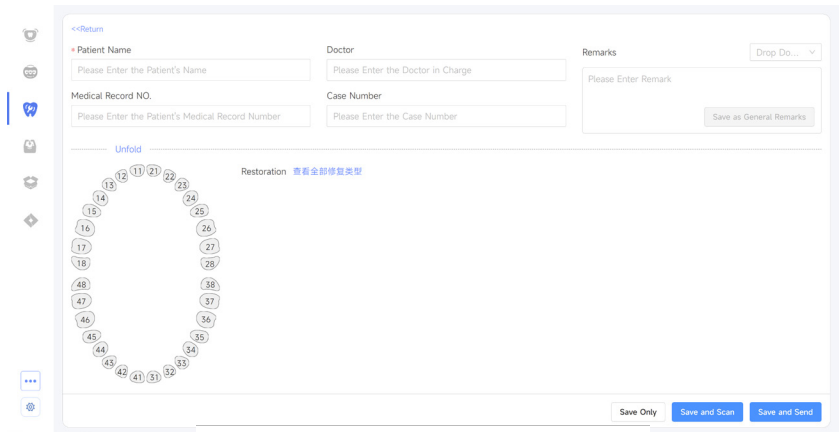 <<Return
* Patient Name
Please Enter the Patient's Name
Doctor
Please Enter the Doctor in Charge
Remarks
Drop Do...
Please Enter Remark
Medical Record NO.
Please Enter the Patient's Medical Record Number
Case Number
Please Enter the Case Number
Save as General Remarks
Unfold
Restoration 查看全部修复类型
12 11 21 22
13 23
14 24
15 25
16 26
17 27
18 28
48 38
47 37
46 36
45 35
44 34
43 33
42 41 31 32
Save Only
Save and Scan
Save and Send